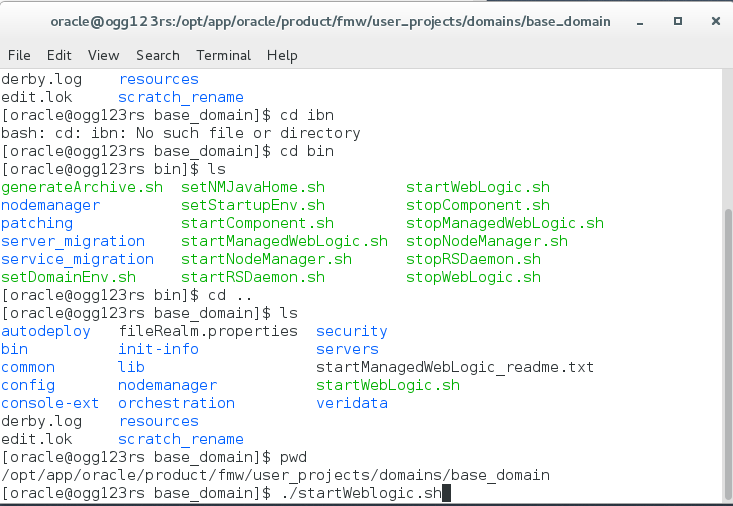 oracle@ogg123rs:/opt/app/oracle/product/fmw/user_projects/domains/base_domain
File Edit View Search Terminal Help
derby.log resources
edit.lok scratch_rename
[oracle@ogg123rs base_domain]$ cd ibn
bash: cd: ibn: No such file or directory
[oracle@ogg123rs base_domain]$ cd bin
[oracle@ogg123rs bin]$ ls
generateArchive.sh setNMJavaHome.sh startWebLogic.sh
nodemanager setStartupEnv.sh stopComponent.sh
patching startComponent.sh stopManagedWebLogic.sh
server_migration startManagedWebLogic.sh stopNodeManager.sh
service_migration startNodeManager.sh stopRSDaemon.sh
setDomainEnv.sh startRSDaemon.sh stopWebLogic.sh
[oracle@ogg123rs bin]$ cd ..
[oracle@ogg123rs base_domain]$ ls
autodeploy fileRealm.properties security
bin init-info servers
common lib startManagedWebLogic_readme.txt
config nodemanager startWebLogic.sh
console-ext orchestration veridata
derby.log resources
edit.lok scratch_rename
[oracle@ogg123rs base_domain]$ pwd
/opt/app/oracle/product/fmw/user_projects/domains/base_domain
[oracle@ogg123rs base_domain]$ ./startWeblogic.sh